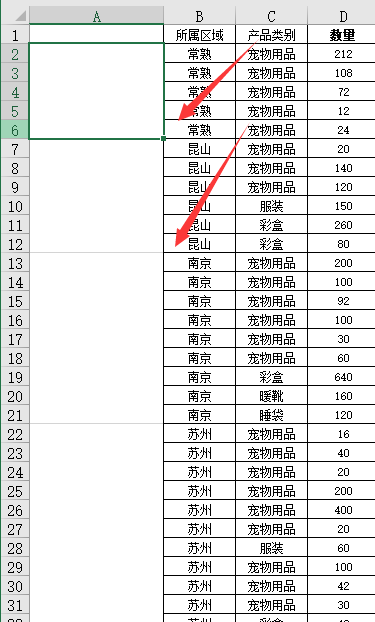 A B C D
1 所属区域 产品类别 数量
2 常熟 宠物用品 212
3 常熟 宠物用品 108
4 常熟 宠物用品 72
5 常熟 宠物用品 12
6 常熟 宠物用品 24
7 昆山 宠物用品 20
8 昆山 宠物用品 140
9 昆山 宠物用品 120
10 昆山 服装 150
11 昆山 彩盒 260
12 昆山 彩盒 80
13 南京 宠物用品 200
14 南京 宠物用品 100
15 南京 宠物用品 92
16 南京 宠物用品 100
17 南京 宠物用品 30
18 南京 宠物用品 60
19 南京 彩盒 640
20 南京 暖靴 160
21 南京 睡袋 120
22 苏州 宠物用品 16
23 苏州 宠物用品 40
24 苏州 宠物用品 20
25 苏州 宠物用品 200
26 苏州 宠物用品 400
27 苏州 宠物用品 20
28 苏州 服装 60
29 苏州 宠物用品 100
30 苏州 宠物用品 42
31 苏州 宠物用品 30